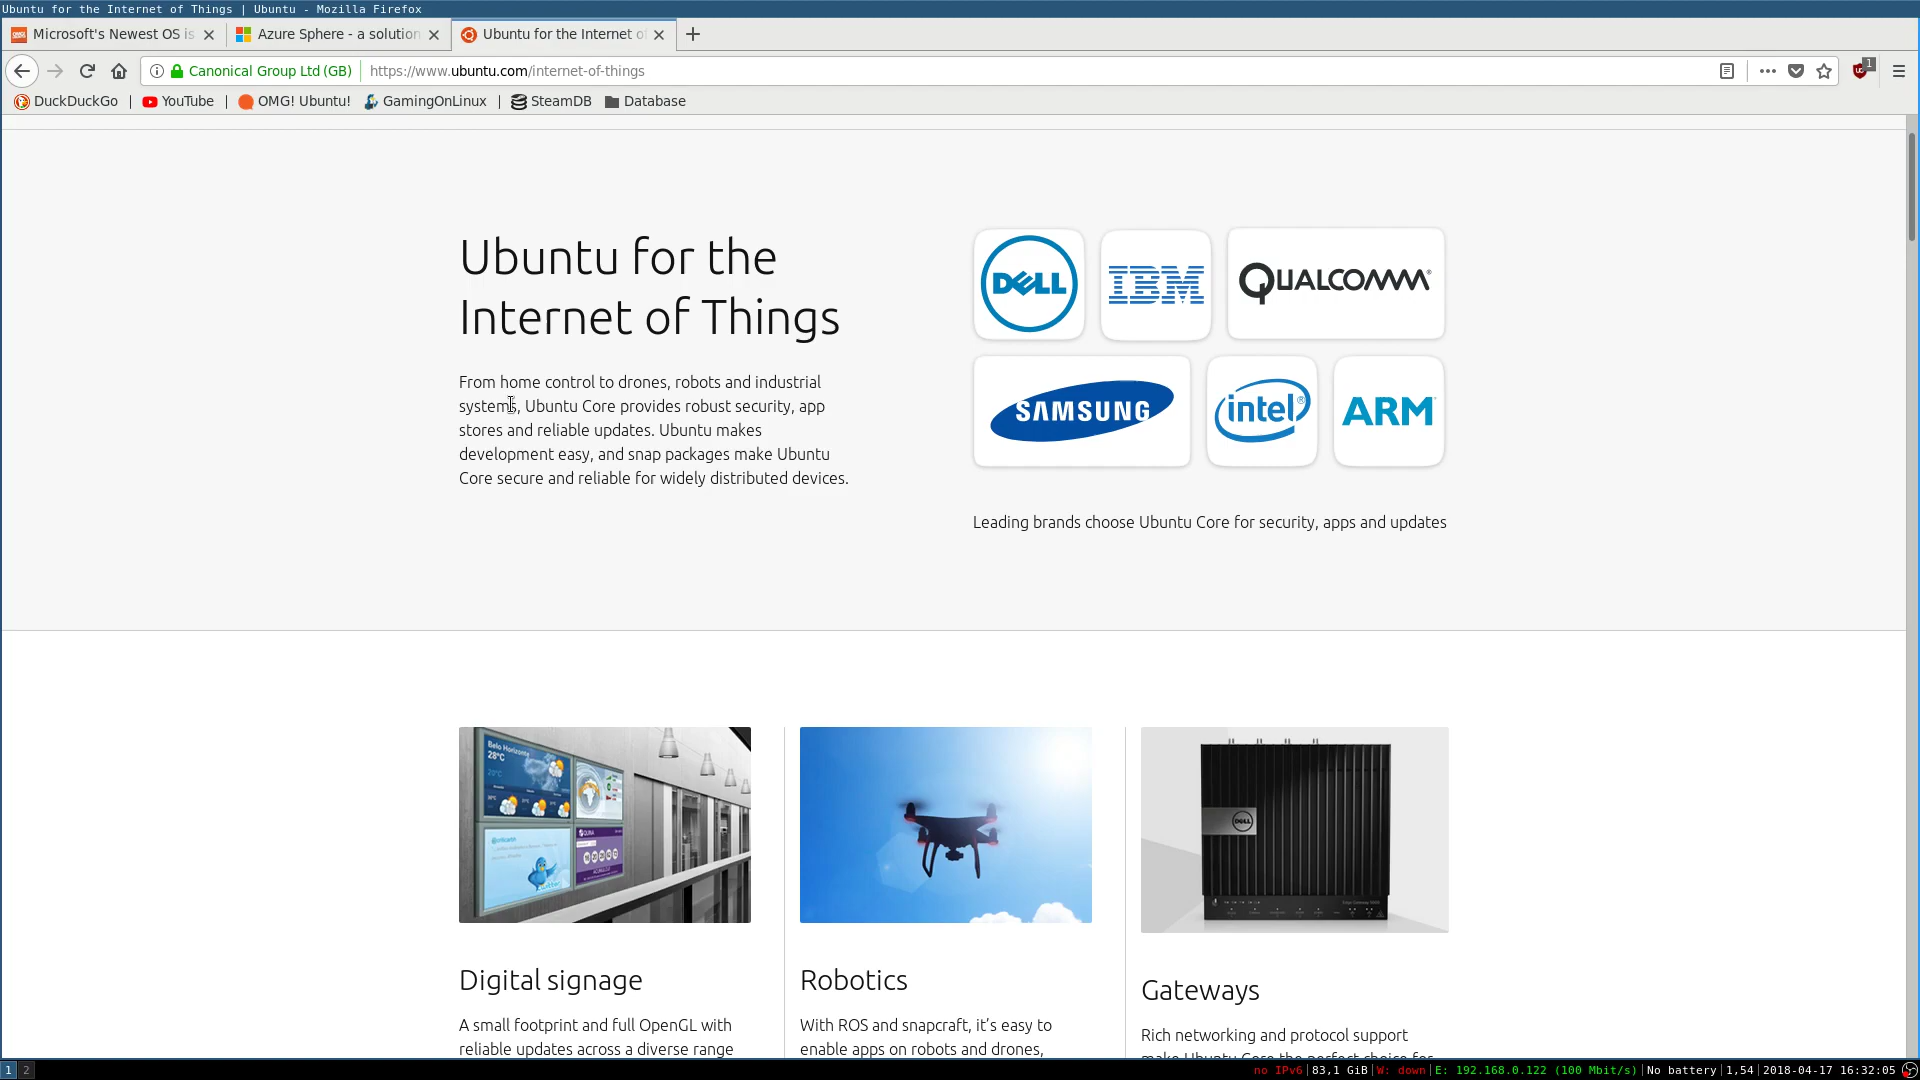 Ubuntu for the Internet of Things | Ubuntu - Mozilla Firefox
Microsoft's Newest OS is
Azure Sphere - a solution
Ubuntu for the Internet of
Canonical Group Ltd (GB)
https://www.ubuntu.com/internet-of-things
1
DuckDuckGo | YouTube | OMG! Ubuntu! GamingOnLinux | SteamDB Database
Ubuntu for the
Internet of Things
From home control to drones, robots and industrial
systems, Ubuntu Core provides robust security, app
stores and reliable updates. Ubuntu makes
development easy, and snap packages make Ubuntu
Core secure and reliable for widely distributed devices.
DELL
IBM
QUALCOMM®
SAMSUNG
intel®
ARM
Leading brands choose Ubuntu Core for security, apps and updates
Belo Horizonte
28°C
DELL
Digital signage
A small footprint and full OpenGL with
reliable updates across a diverse range
Robotics
With ROS and snapcraft, it’s easy to
enable apps on robots and drones,
Gateways
Rich networking and protocol support
make Ubuntu Core the perfect choice for
1 2
no IPv6|83,1 GiB|W: down|E: 192.168.0.122 (100 Mbit/s)|No battery|1,54|2018-04-17 16:32:05